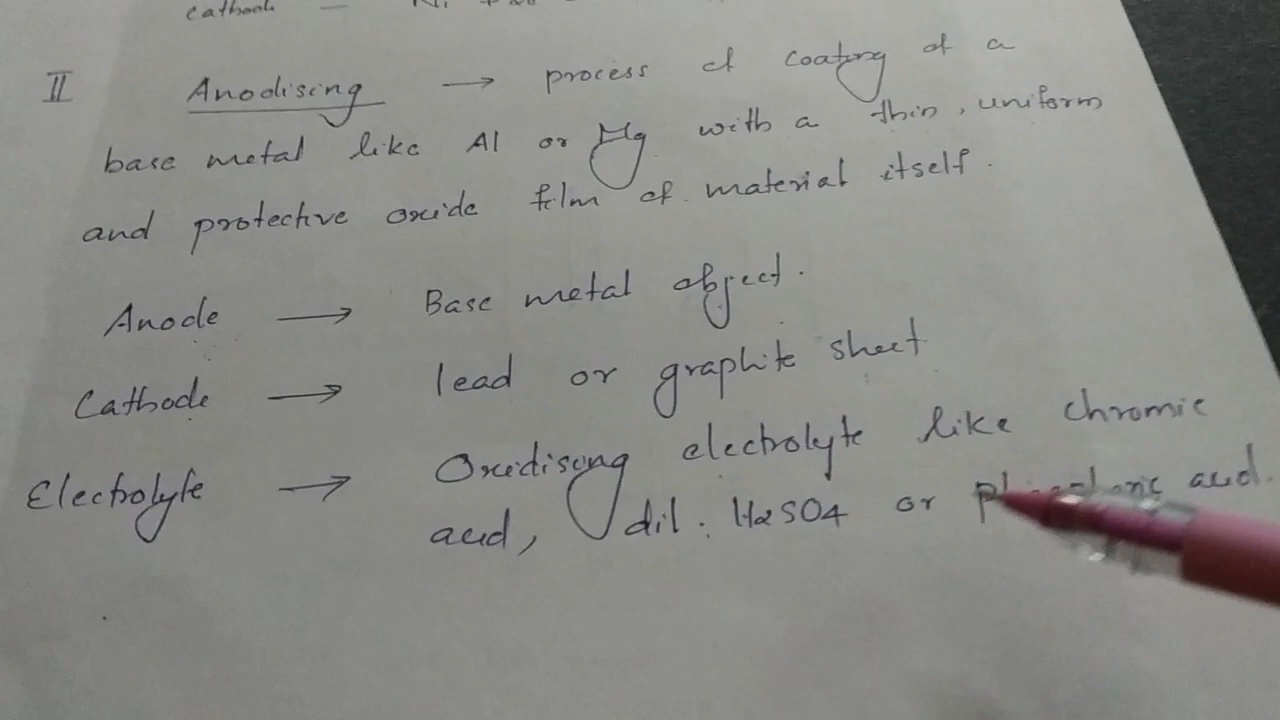 cathode —
II Anodising → process of coating of a
base metal like Al or Mg with a thin, uniform
and protective oxide film of material itself.
Anode → Base metal object.
Cathode → lead or graphite sheet
Electrolyte → Oxidising electrolyte like chromic
acid, dil. H2SO4 or acid.